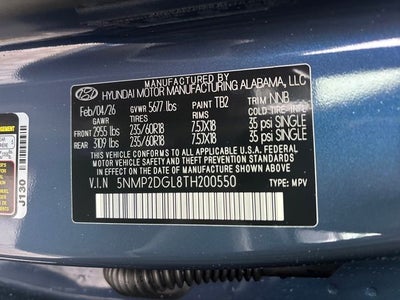 HYUNDAI MOTOR MANUFACTURING ALABAMA, LLC
Feb/04/26 GVWR 5677 lbs PAINT TB2 TRIM NNB
GAWR TIRES RIMS COLD TIRE INFL
FRONT 2955 lbs 235/60R18 7.5JX18 35 psi SINGLE
REAR 3109 lbs 235/60R18 7.5JX18 35 psi SINGLE
THIS VEHICLE CONFORMS TO ALL APPLICABLE U.S.A. FEDERAL
MOTOR VEHICLE SAFETY, BUMPER, AND THEFT PREVENTION STANDARDS
IN EFFECT ON THE DATE OF MANUFACTURE SHOWN ABOVE.
V.I.N 5NMP2DGL8TH200550 TYPE: MPV
J130